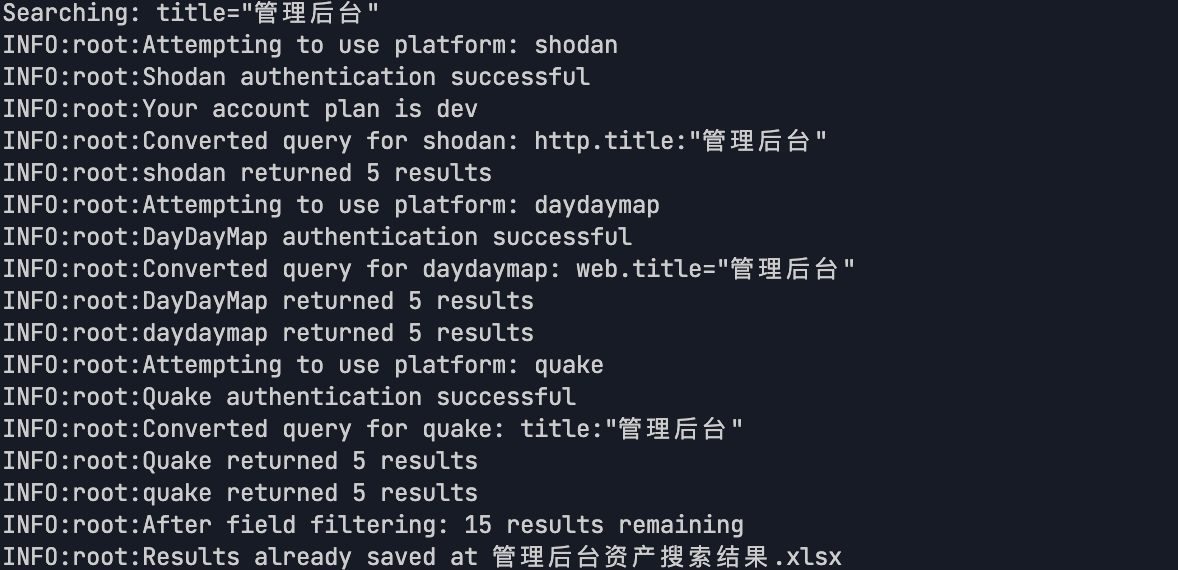 Searching: title="管理后台"
INFO:root:Attempting to use platform: shodan
INFO:root:Shodan authentication successful
INFO:root:Your account plan is dev
INFO:root:Converted query for shodan: http.title:"管理后台"
INFO:root:shodan returned 5 results
INFO:root:Attempting to use platform: daydaymap
INFO:root:DayDayMap authentication successful
INFO:root:Converted query for daydaymap: web.title="管理后台"
INFO:root:DayDayMap returned 5 results
INFO:root:daydaymap returned 5 results
INFO:root:Attempting to use platform: quake
INFO:root:Quake authentication successful
INFO:root:Converted query for quake: title:"管理后台"
INFO:root:Quake returned 5 results
INFO:root:quake returned 5 results
INFO:root:After field filtering: 15 results remaining
INFO:root:Results already saved at 管理后台资产搜索结果.xlsx